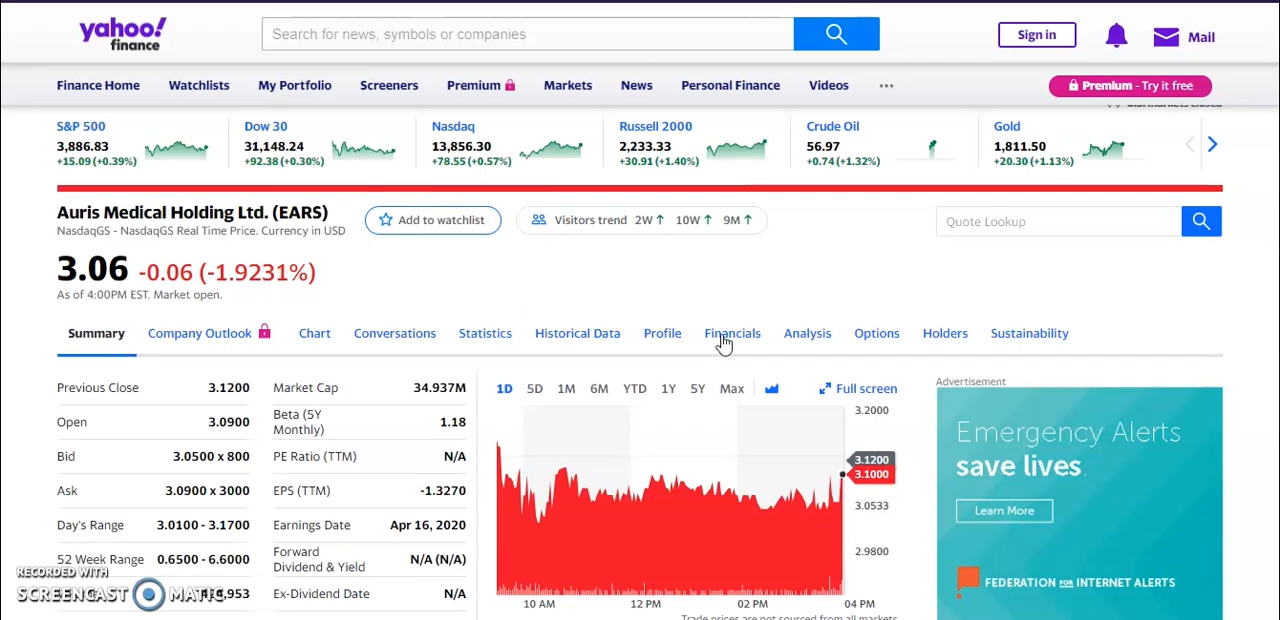 yahoo!
finance
Search for news, symbols or companies
Sign in
Mail
Finance Home Watchlists My Portfolio Screeners Premium Markets News Personal Finance Videos ...
Premium - Try it free
S&P 500 Dow 30 Nasdaq Russell 2000 Crude Oil Gold
3,886.83 31,148.24 13,856.30 2,233.33 56.97 1,811.50
+15.09 (+0.39%) +92.38 (+0.30%) +78.55 (+0.57%) +30.91 (+1.40%) +0.74 (+1.32%) +20.30 (+1.13%)
Auris Medical Holding Ltd. (EARS)
NasdaqGS - NasdaqGS Real Time Price. Currency in USD
Add to watchlist
Visitors trend 2W↑ 10W↑ 9M↑
Quote Lookup
3.06 -0.06 (-1.9231%)
As of 4:00PM EST. Market open.
Summary Company Outlook Chart Conversations Statistics Historical Data Profile Financials Analysis Options Holders Sustainability
Previous Close 3.1200
Open 3.0900
Bid 3.0500 x 800
Ask 3.0900 x 3000
Day's Range 3.0100 - 3.1700
52 Week Range 0.6500 - 6.6000
Market Cap 34.937M
Beta (5Y
Monthly) 1.18
PE Ratio (TTM) N/A
EPS (TTM) -1.3270
Earnings Date Apr 16, 2020
Forward
Dividend & Yield N/A (N/A)
Ex-Dividend Date N/A
1D 5D 1M 6M YTD 1Y 5Y Max
Full screen
3.2000
3.1200
3.1000
3.0533
2.9800
10 AM 12 PM 02 PM 04 PM
Trade prices are not sourced from all markets
Advertisement
Emergency Alerts
save lives.
Learn More
FEDERATION FOR INTERNET ALERTS
RECORDED WITH
SCREENCAST MATIC